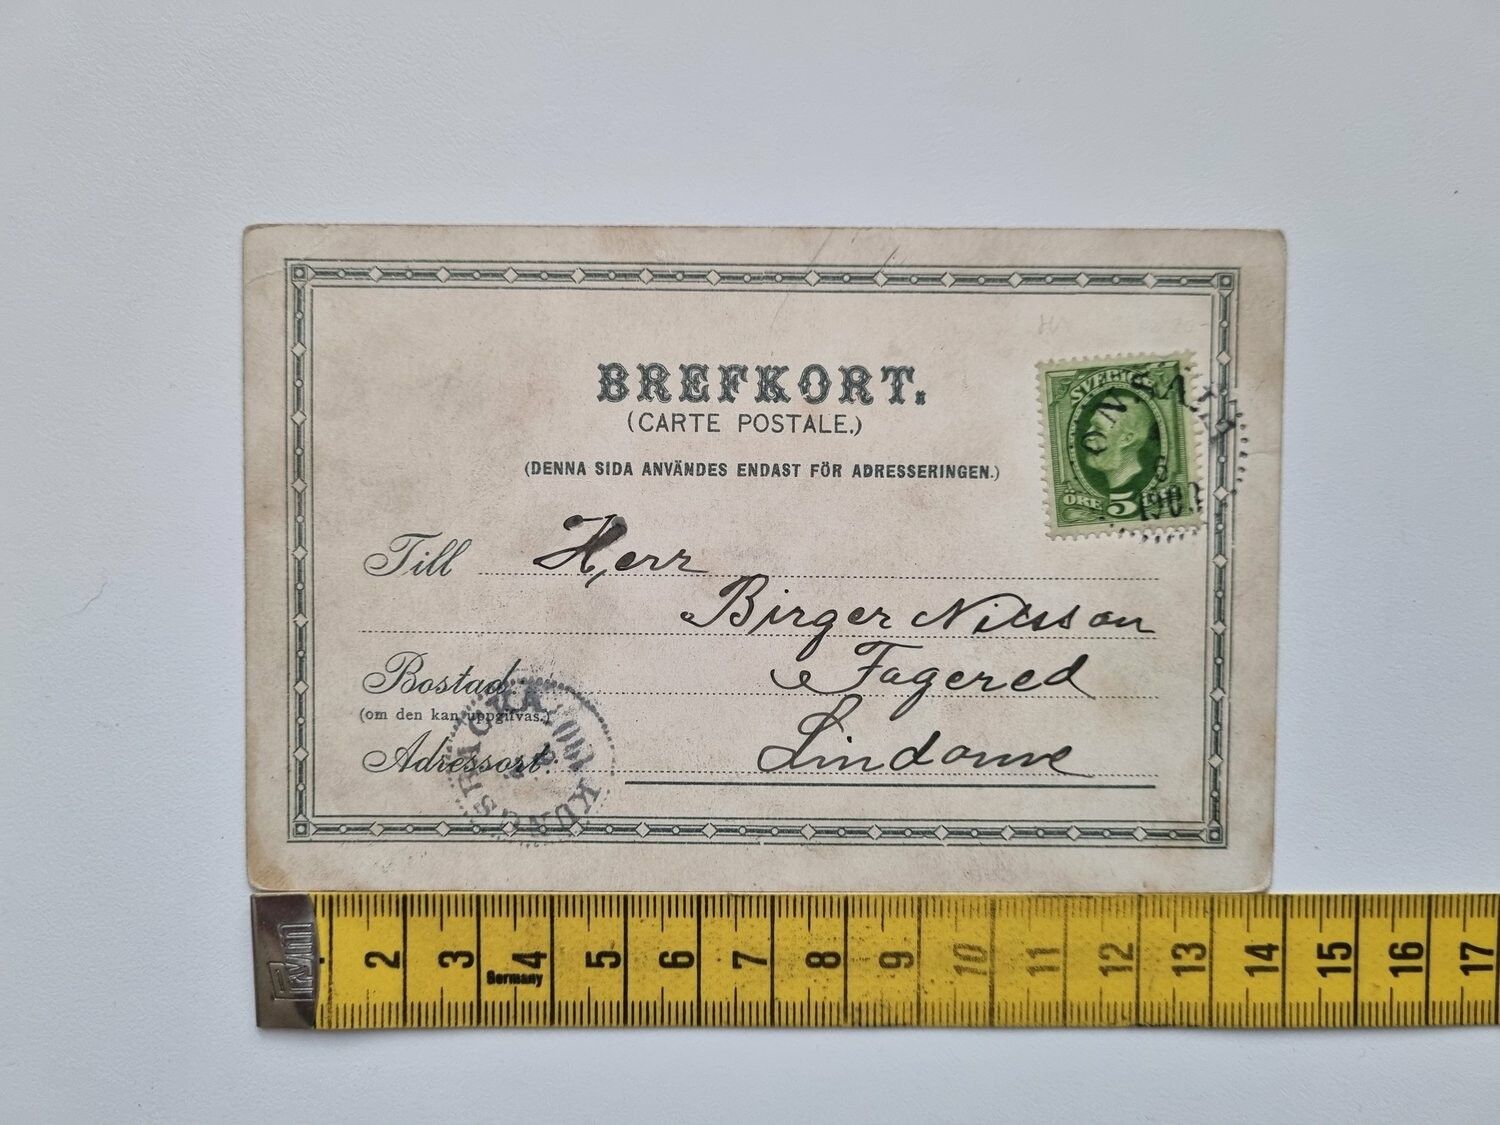 BREFKORT.
(CARTE POSTALE.)
(DENNA SIDA ANVÄNDES ENDAST FÖR ADRESSERINGEN.)
SVERIGE
ÖRE 5
ONSALA
Till Herr
Birger Nilsson
Bostad Fagered
(om den kan uppgifvas.)
Adressort: Lindome
KUNGSBACKA
2 3 4 5 6 7 8 9 10 11 12 13 14 15 16 17
Germany